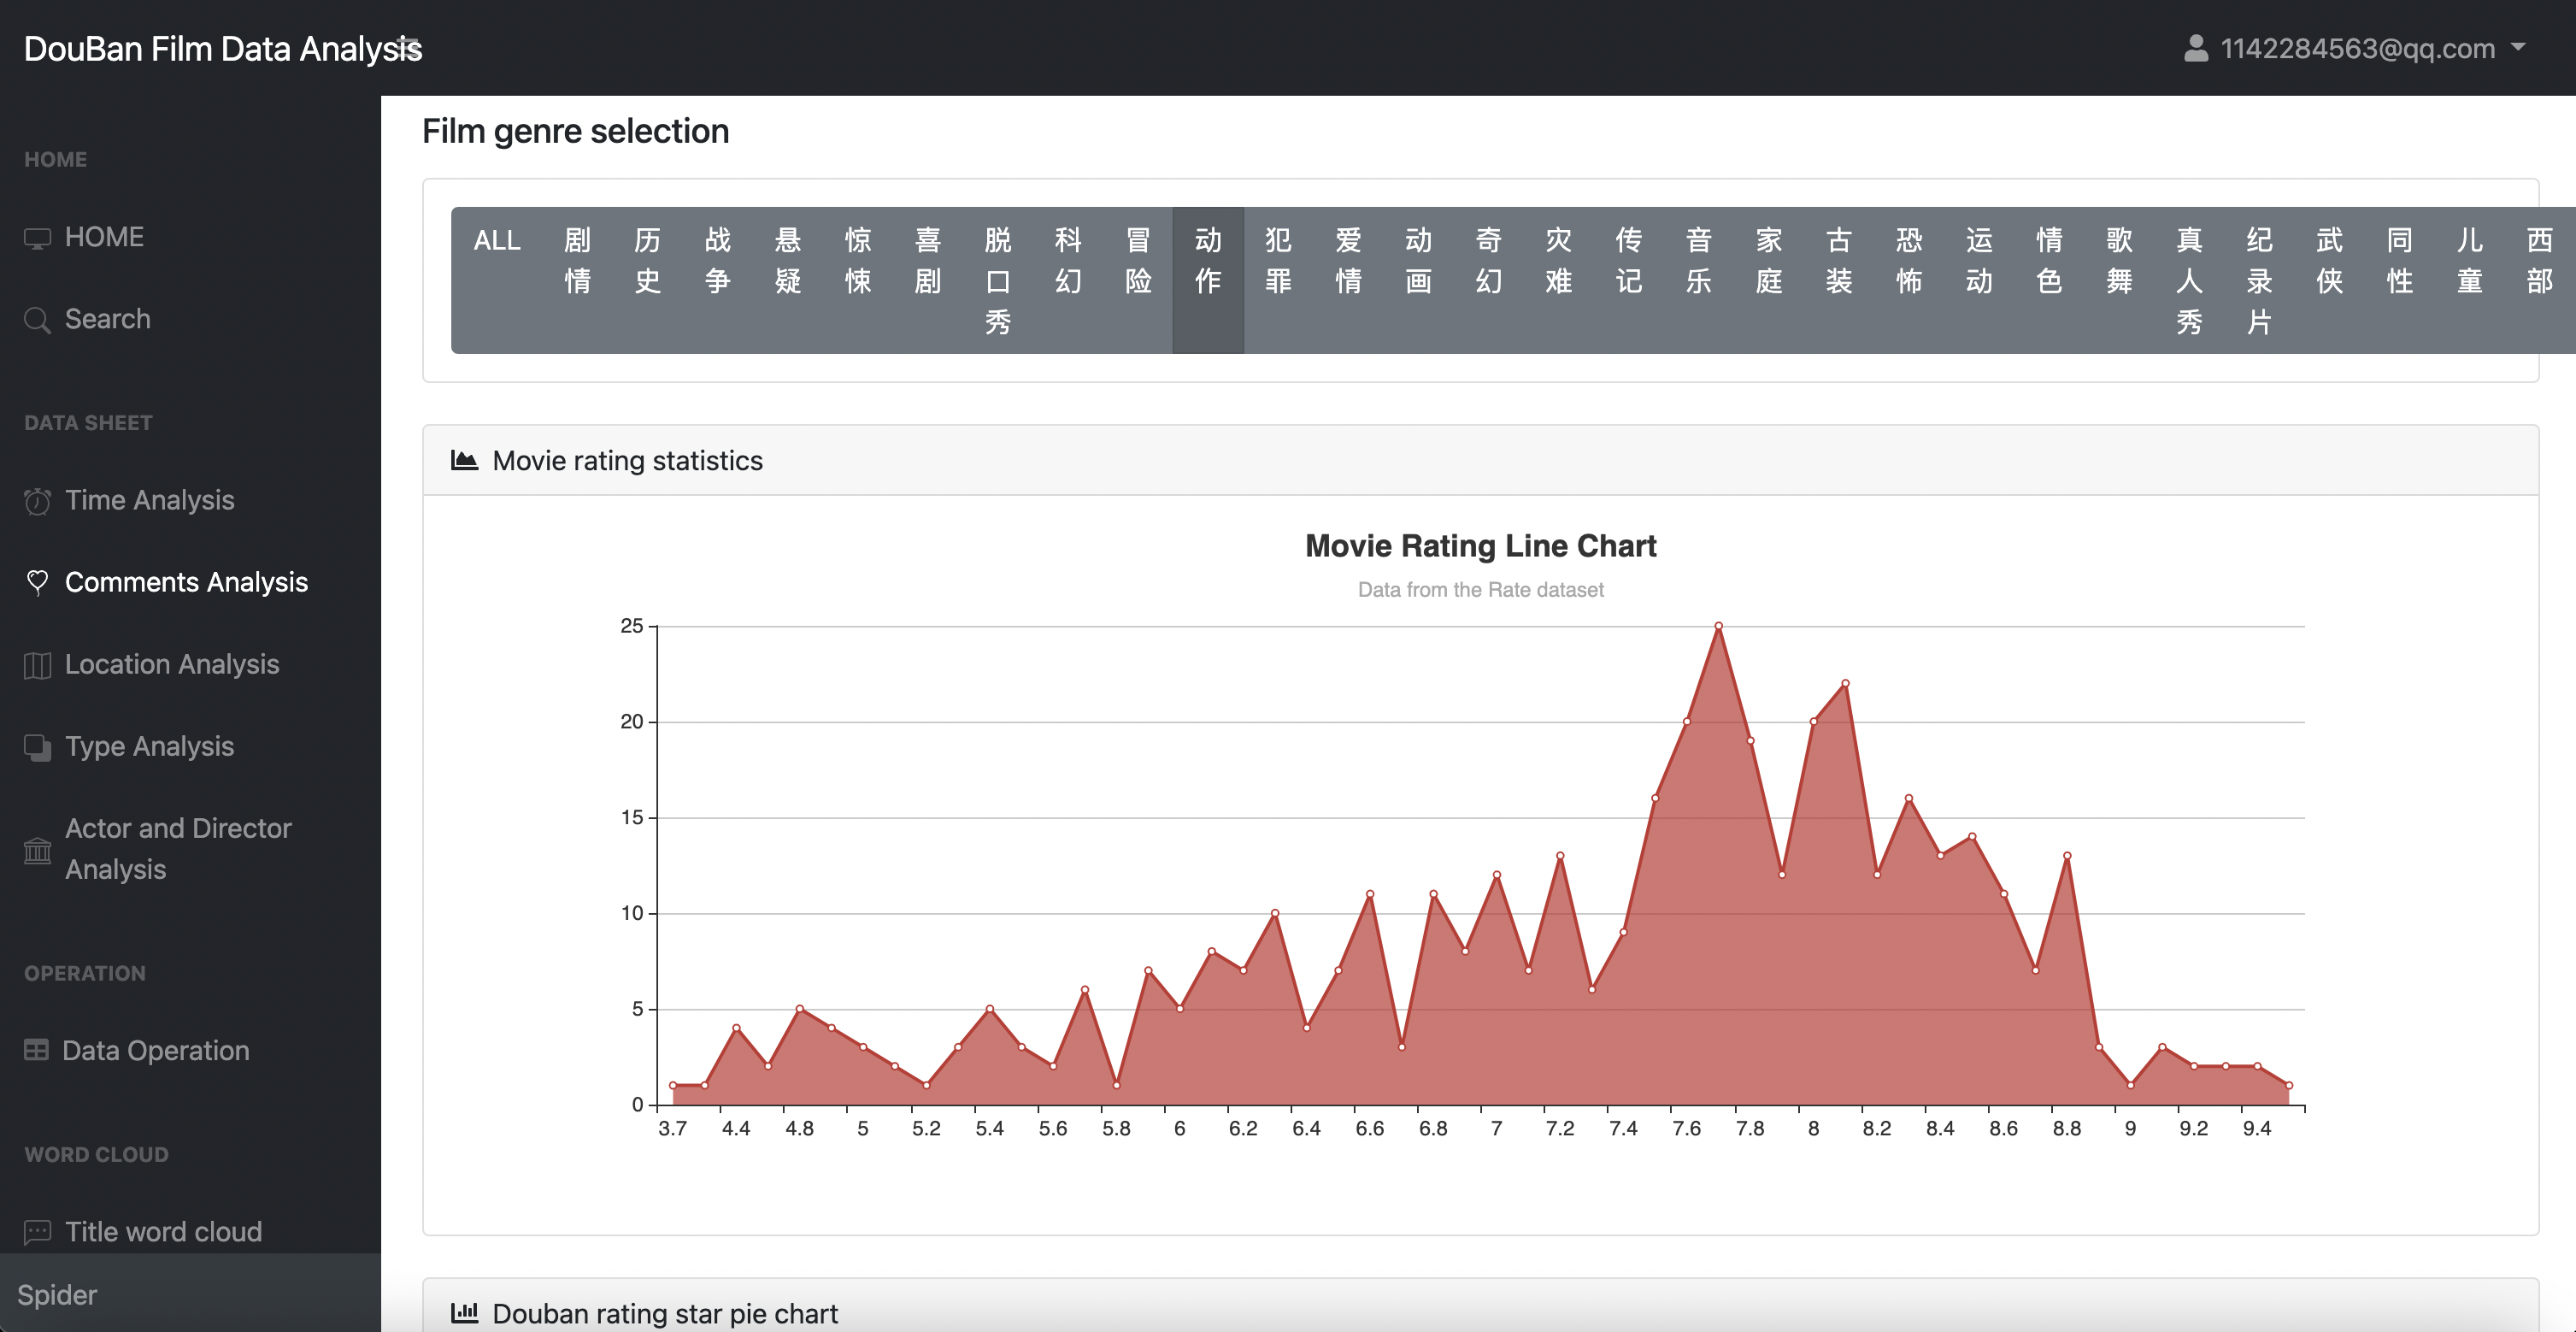 DouBan Film Data Analysis
1142284563@qq.com
HOME
HOME
Search
DATA SHEET
Time Analysis
Comments Analysis
Location Analysis
Type Analysis
Actor and Director
Analysis
OPERATION
Data Operation
WORD CLOUD
Title word cloud
Spider
Film genre selection
ALL
剧情
历史
战争
悬疑
惊悚
喜剧
脱口秀
科幻
冒险
动作
犯罪
爱情
动画
奇幻
灾难
传记
音乐
家庭
古装
恐怖
运动
情色
歌舞
真人秀
纪录片
武侠
同性
儿童
西部
Movie rating statistics
Movie Rating Line Chart
Data from the Rate dataset
25
20
15
10
5
0
3.7 4.4 4.8 5 5.2 5.4 5.6 5.8 6 6.2 6.4 6.6 6.8 7 7.2 7.4 7.6 7.8 8 8.2 8.4 8.6 8.8 9 9.2 9.4
Douban rating star pie chart